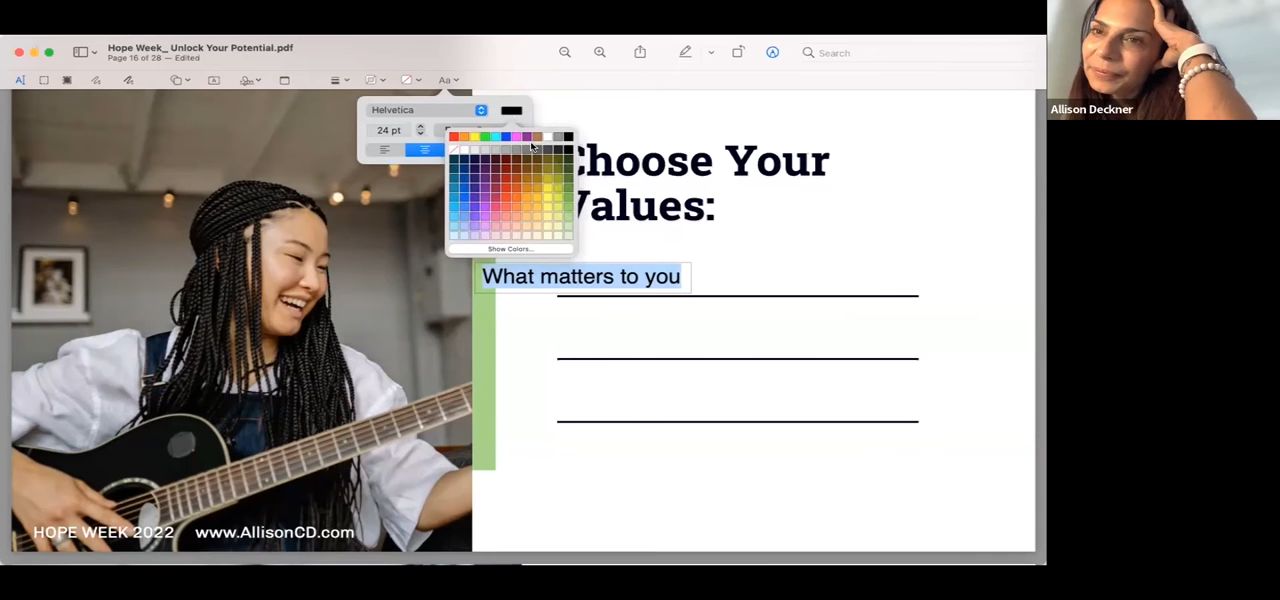 Hope Week_ Unlock Your Potential.pdf
Page 16 of 28 — Edited
Search
Allison Deckner
Aa
Helvetica
24 pt
Choose Your
Values:
Show Colors...
What matters to you
HOPE WEEK 2022 www.AllisonCD.com